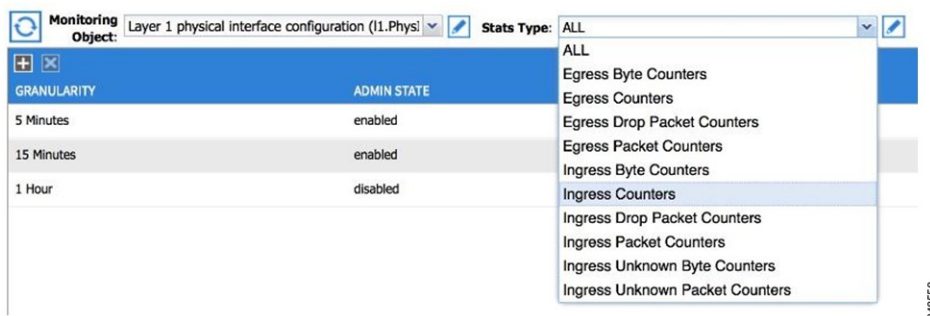 Monitoring Object: Layer 1 physical interface configuration (l1.Physi Stats Type: ALL
ALL
Egress Byte Counters
Egress Counters
Egress Drop Packet Counters
Egress Packet Counters
Ingress Byte Counters
Ingress Counters
Ingress Drop Packet Counters
Ingress Packet Counters
Ingress Unknown Byte Counters
Ingress Unknown Packet Counters
GRANULARITY ADMIN STATE
5 Minutes enabled
15 Minutes enabled
1 Hour disabled